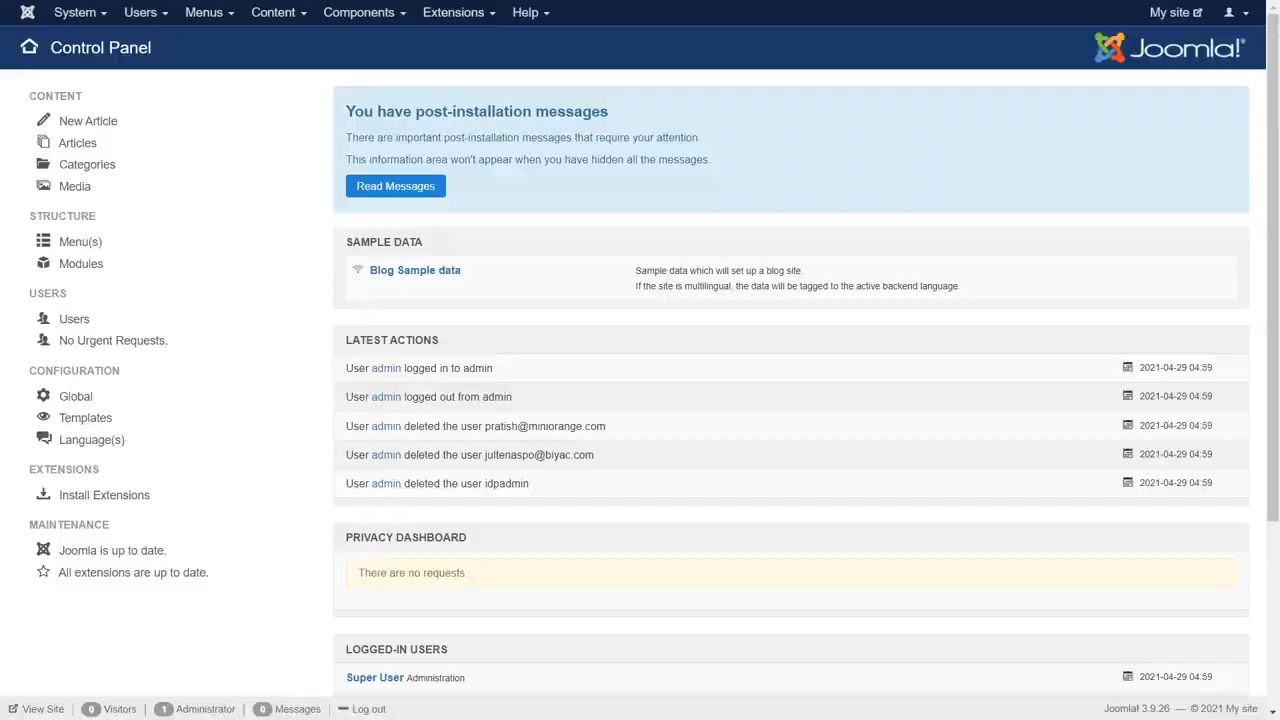 System Users Menus Content Components Extensions Help My site
Control Panel Joomla!®
CONTENT
New Article
Articles
Categories
Media
STRUCTURE
Menu(s)
Modules
USERS
Users
No Urgent Requests.
CONFIGURATION
Global
Templates
Language(s)
EXTENSIONS
Install Extensions
MAINTENANCE
Joomla is up to date.
All extensions are up to date.
You have post-installation messages
There are important post-installation messages that require your attention.
This information area won't appear when you have hidden all the messages.
Read Messages
SAMPLE DATA
Blog Sample data Sample data which will set up a blog site.
If the site is multilingual, the data will be tagged to the active backend language.
LATEST ACTIONS
User admin logged in to admin 2021-04-29 04:59
User admin logged out from admin 2021-04-29 04:59
User admin deleted the user pratish@miniorange.com 2021-04-29 04:59
User admin deleted the user jultenaspo@biyac.com 2021-04-29 04:59
User admin deleted the user idpadmin 2021-04-29 04:59
PRIVACY DASHBOARD
There are no requests.
LOGGED-IN USERS
Super User Administration 2021-04-29 04:59
View Site | 0 Visitors | 1 Administrator | 0 Messages | Log out Joomla! 3.9.26 — © 2021 My site